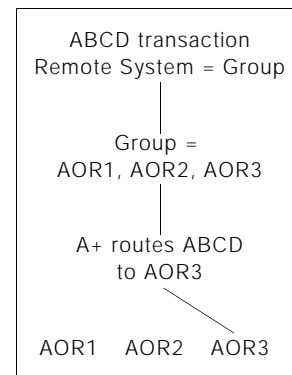 ABCD transaction
Remote System = Group
Group =
AOR1, AOR2, AOR3
A+ routes ABCD
to AOR3
AOR1 AOR2 AOR3